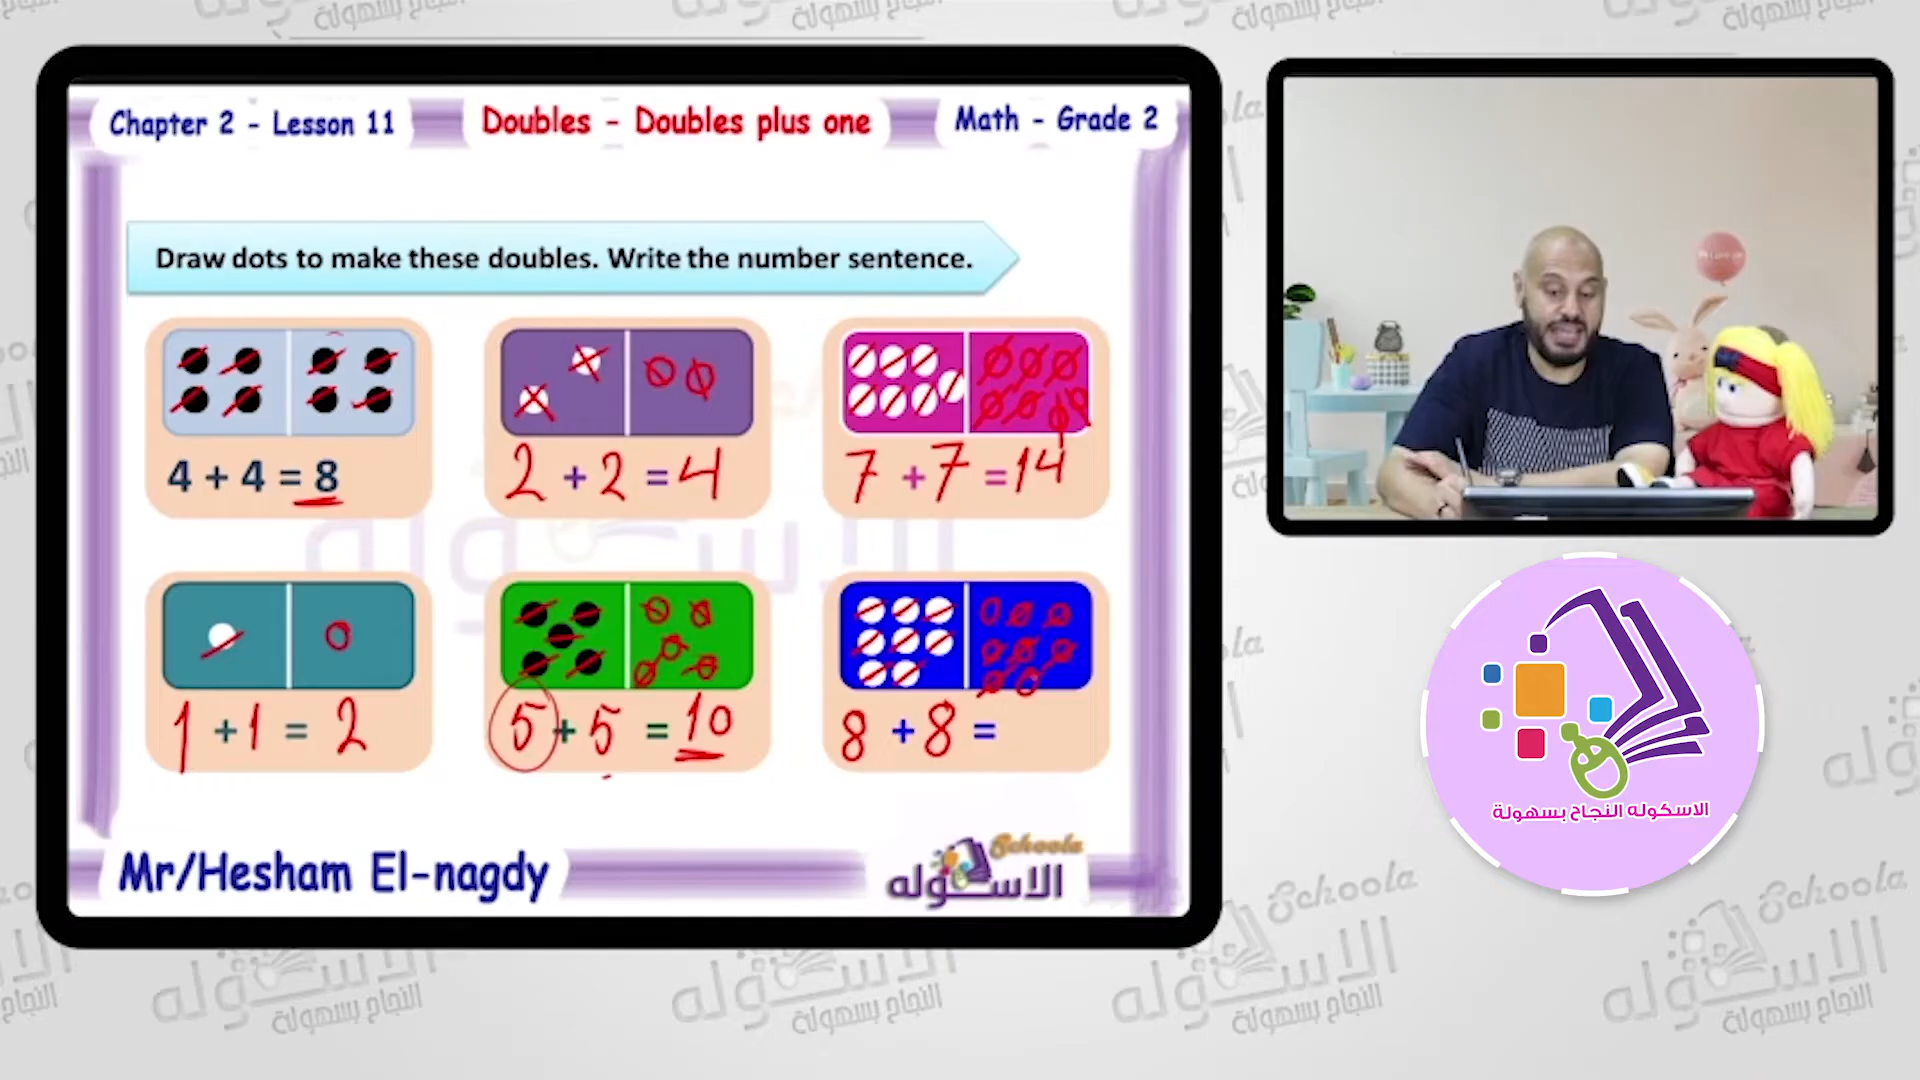 Chapter 2 - Lesson 11
Doubles - Doubles plus one
Math - Grade 2
Draw dots to make these doubles. Write the number sentence.
4 + 4 = 8
2 + 2 = 4
7 + 7 = 14
1 + 1 = 2
5 + 5 = 10
8 + 8 =
Mr/Hesham El-nagdy
Schoola
الاسكوله
الاسكوله النجاح بسهولة